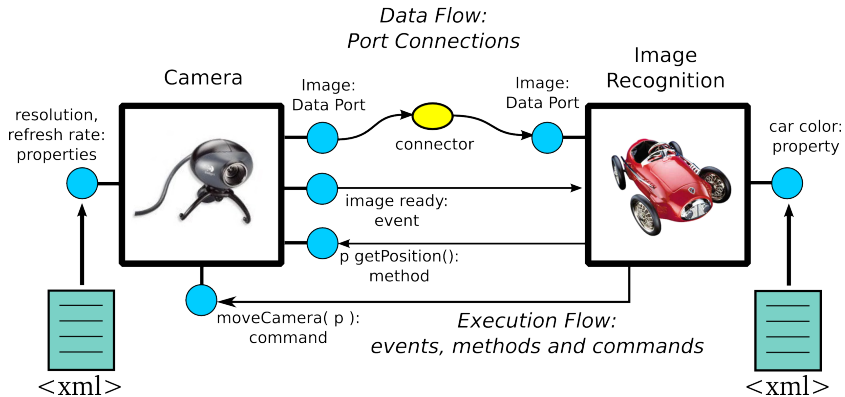 Data Flow:
Port Connections
Camera
Image
Recognition
resolution,
refresh rate:
properties
Image:
Data Port
connector
Image:
Data Port
car color:
property
image ready:
event
p getPosition():
method
moveCamera( p ):
command
Execution Flow:
events, methods and commands
<xml>
<xml>